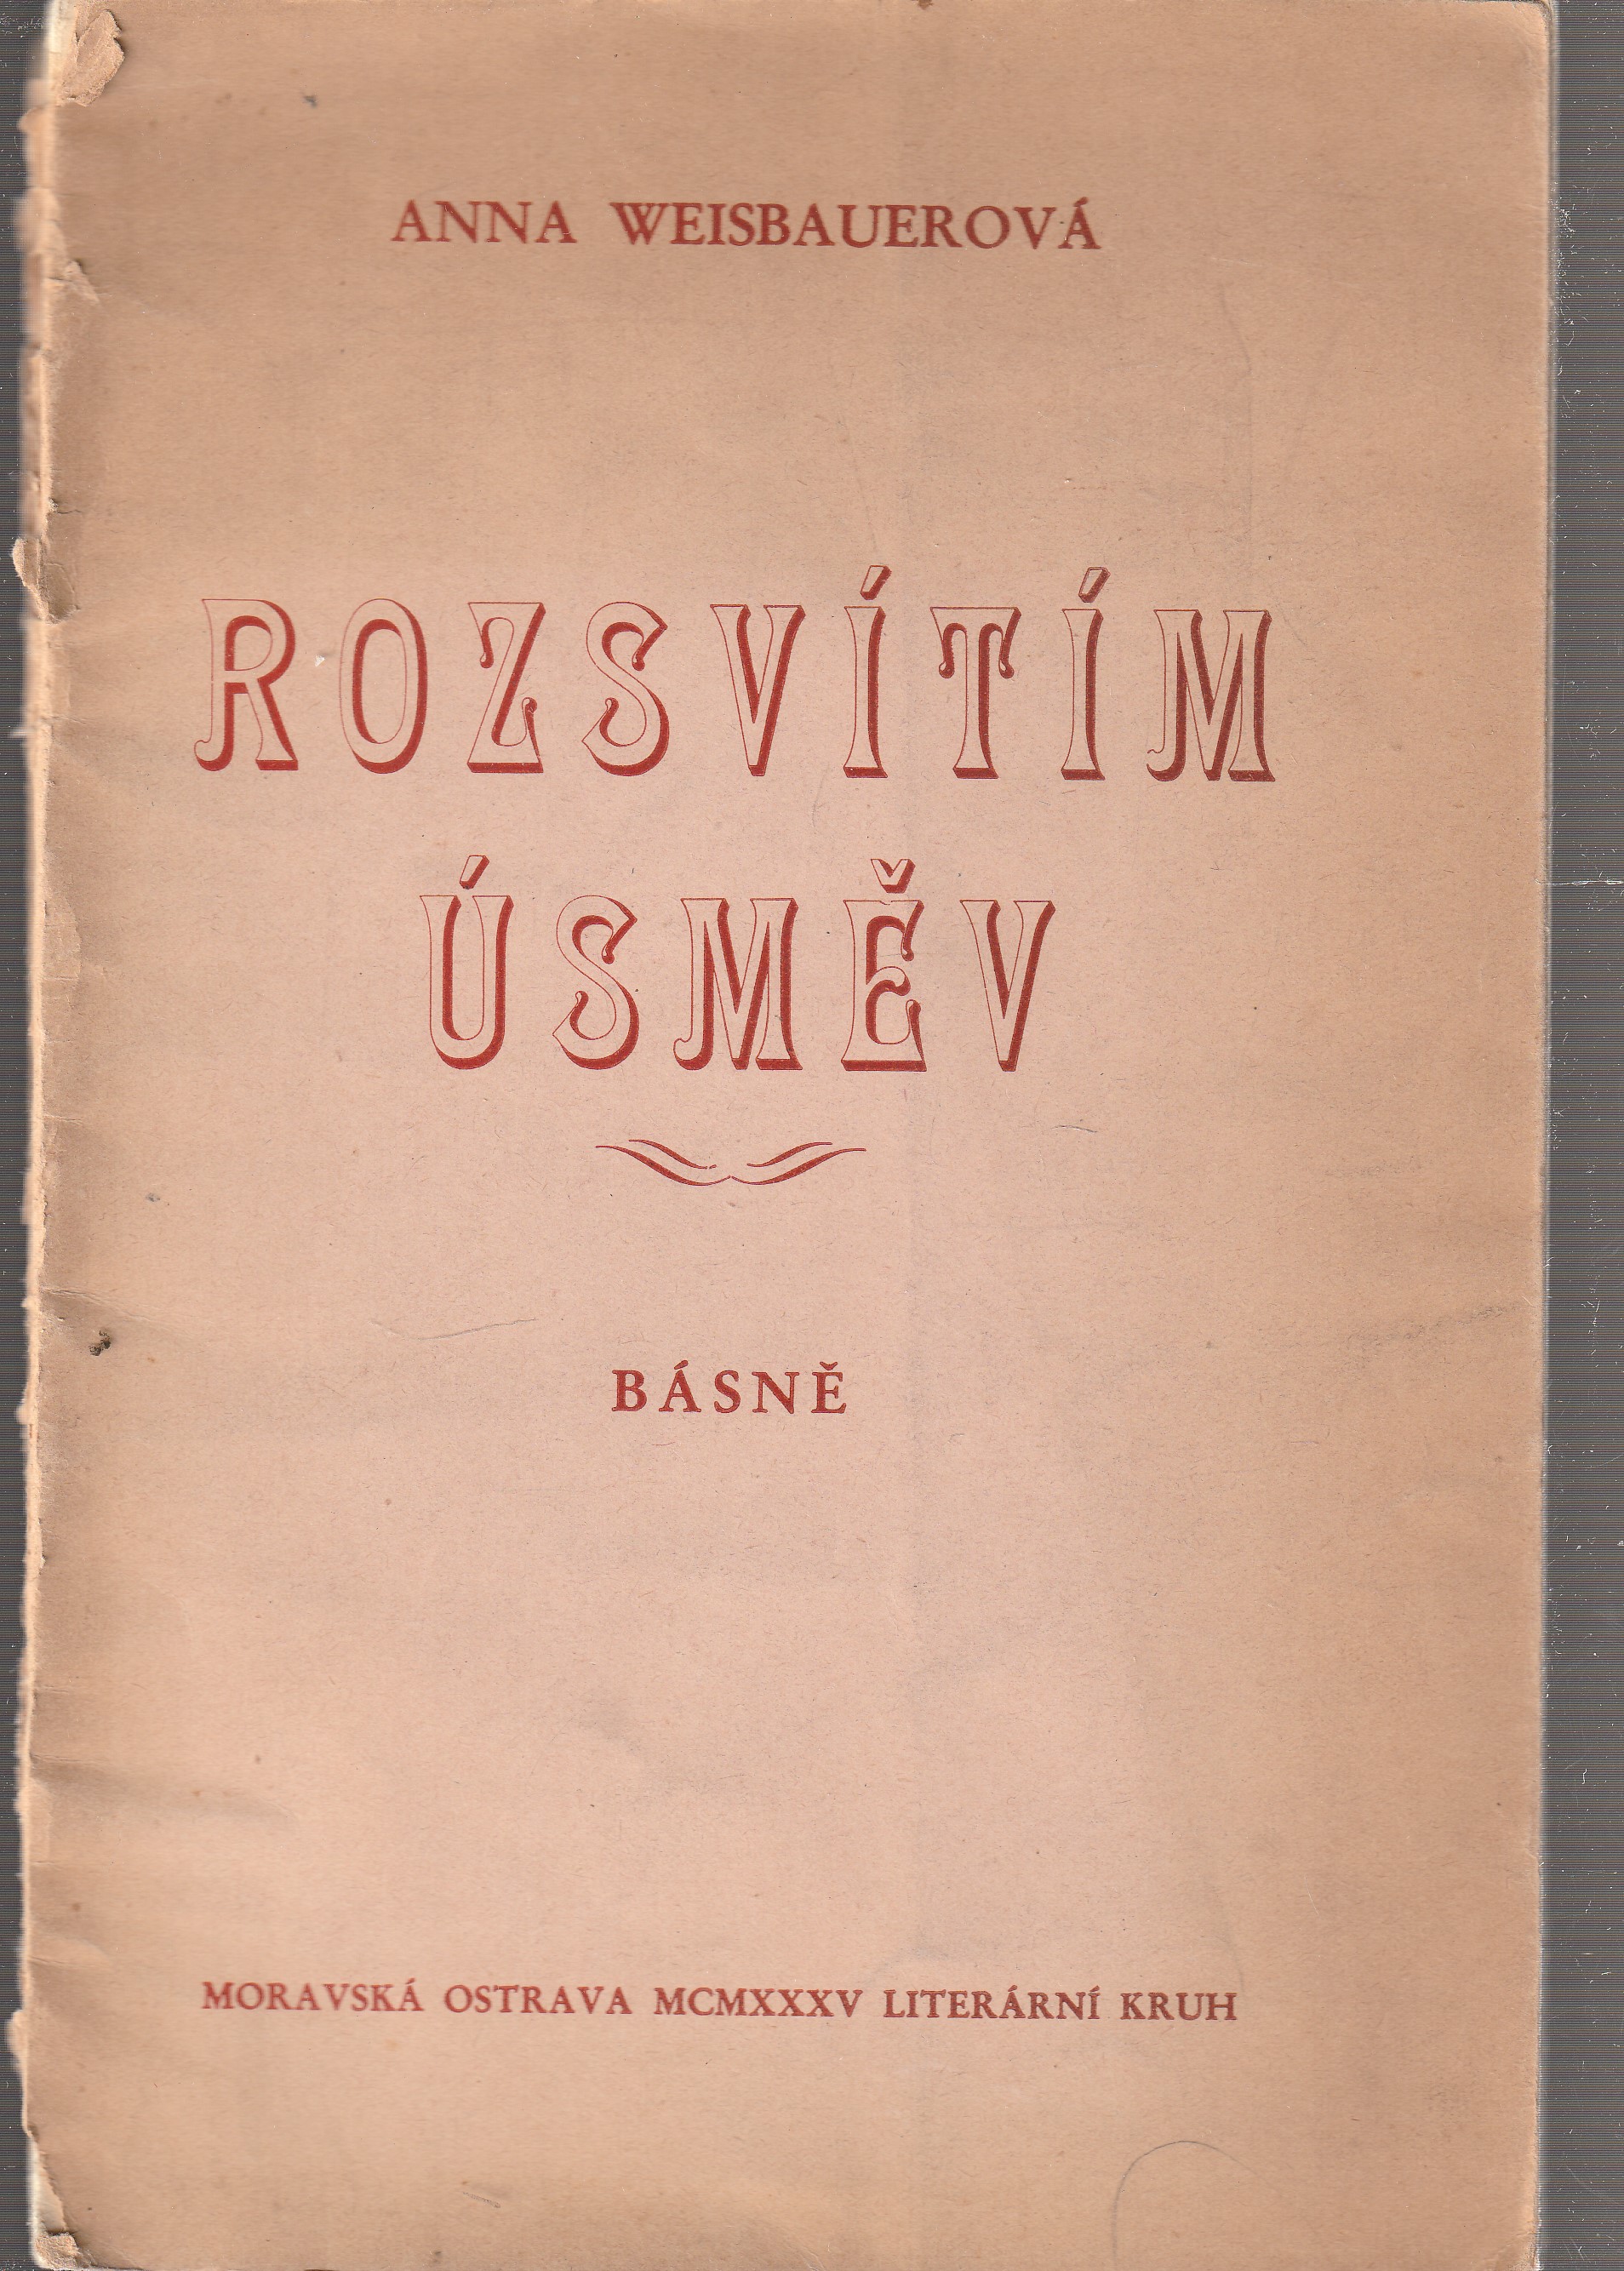 ANNA WEISBAUEROVÁ
ROZSVÍTÍM
ÚSMĚV
BÁSNĚ
MORAVSKÁ OSTRAVA MCMXXXV LITERÁRNÍ KRUH